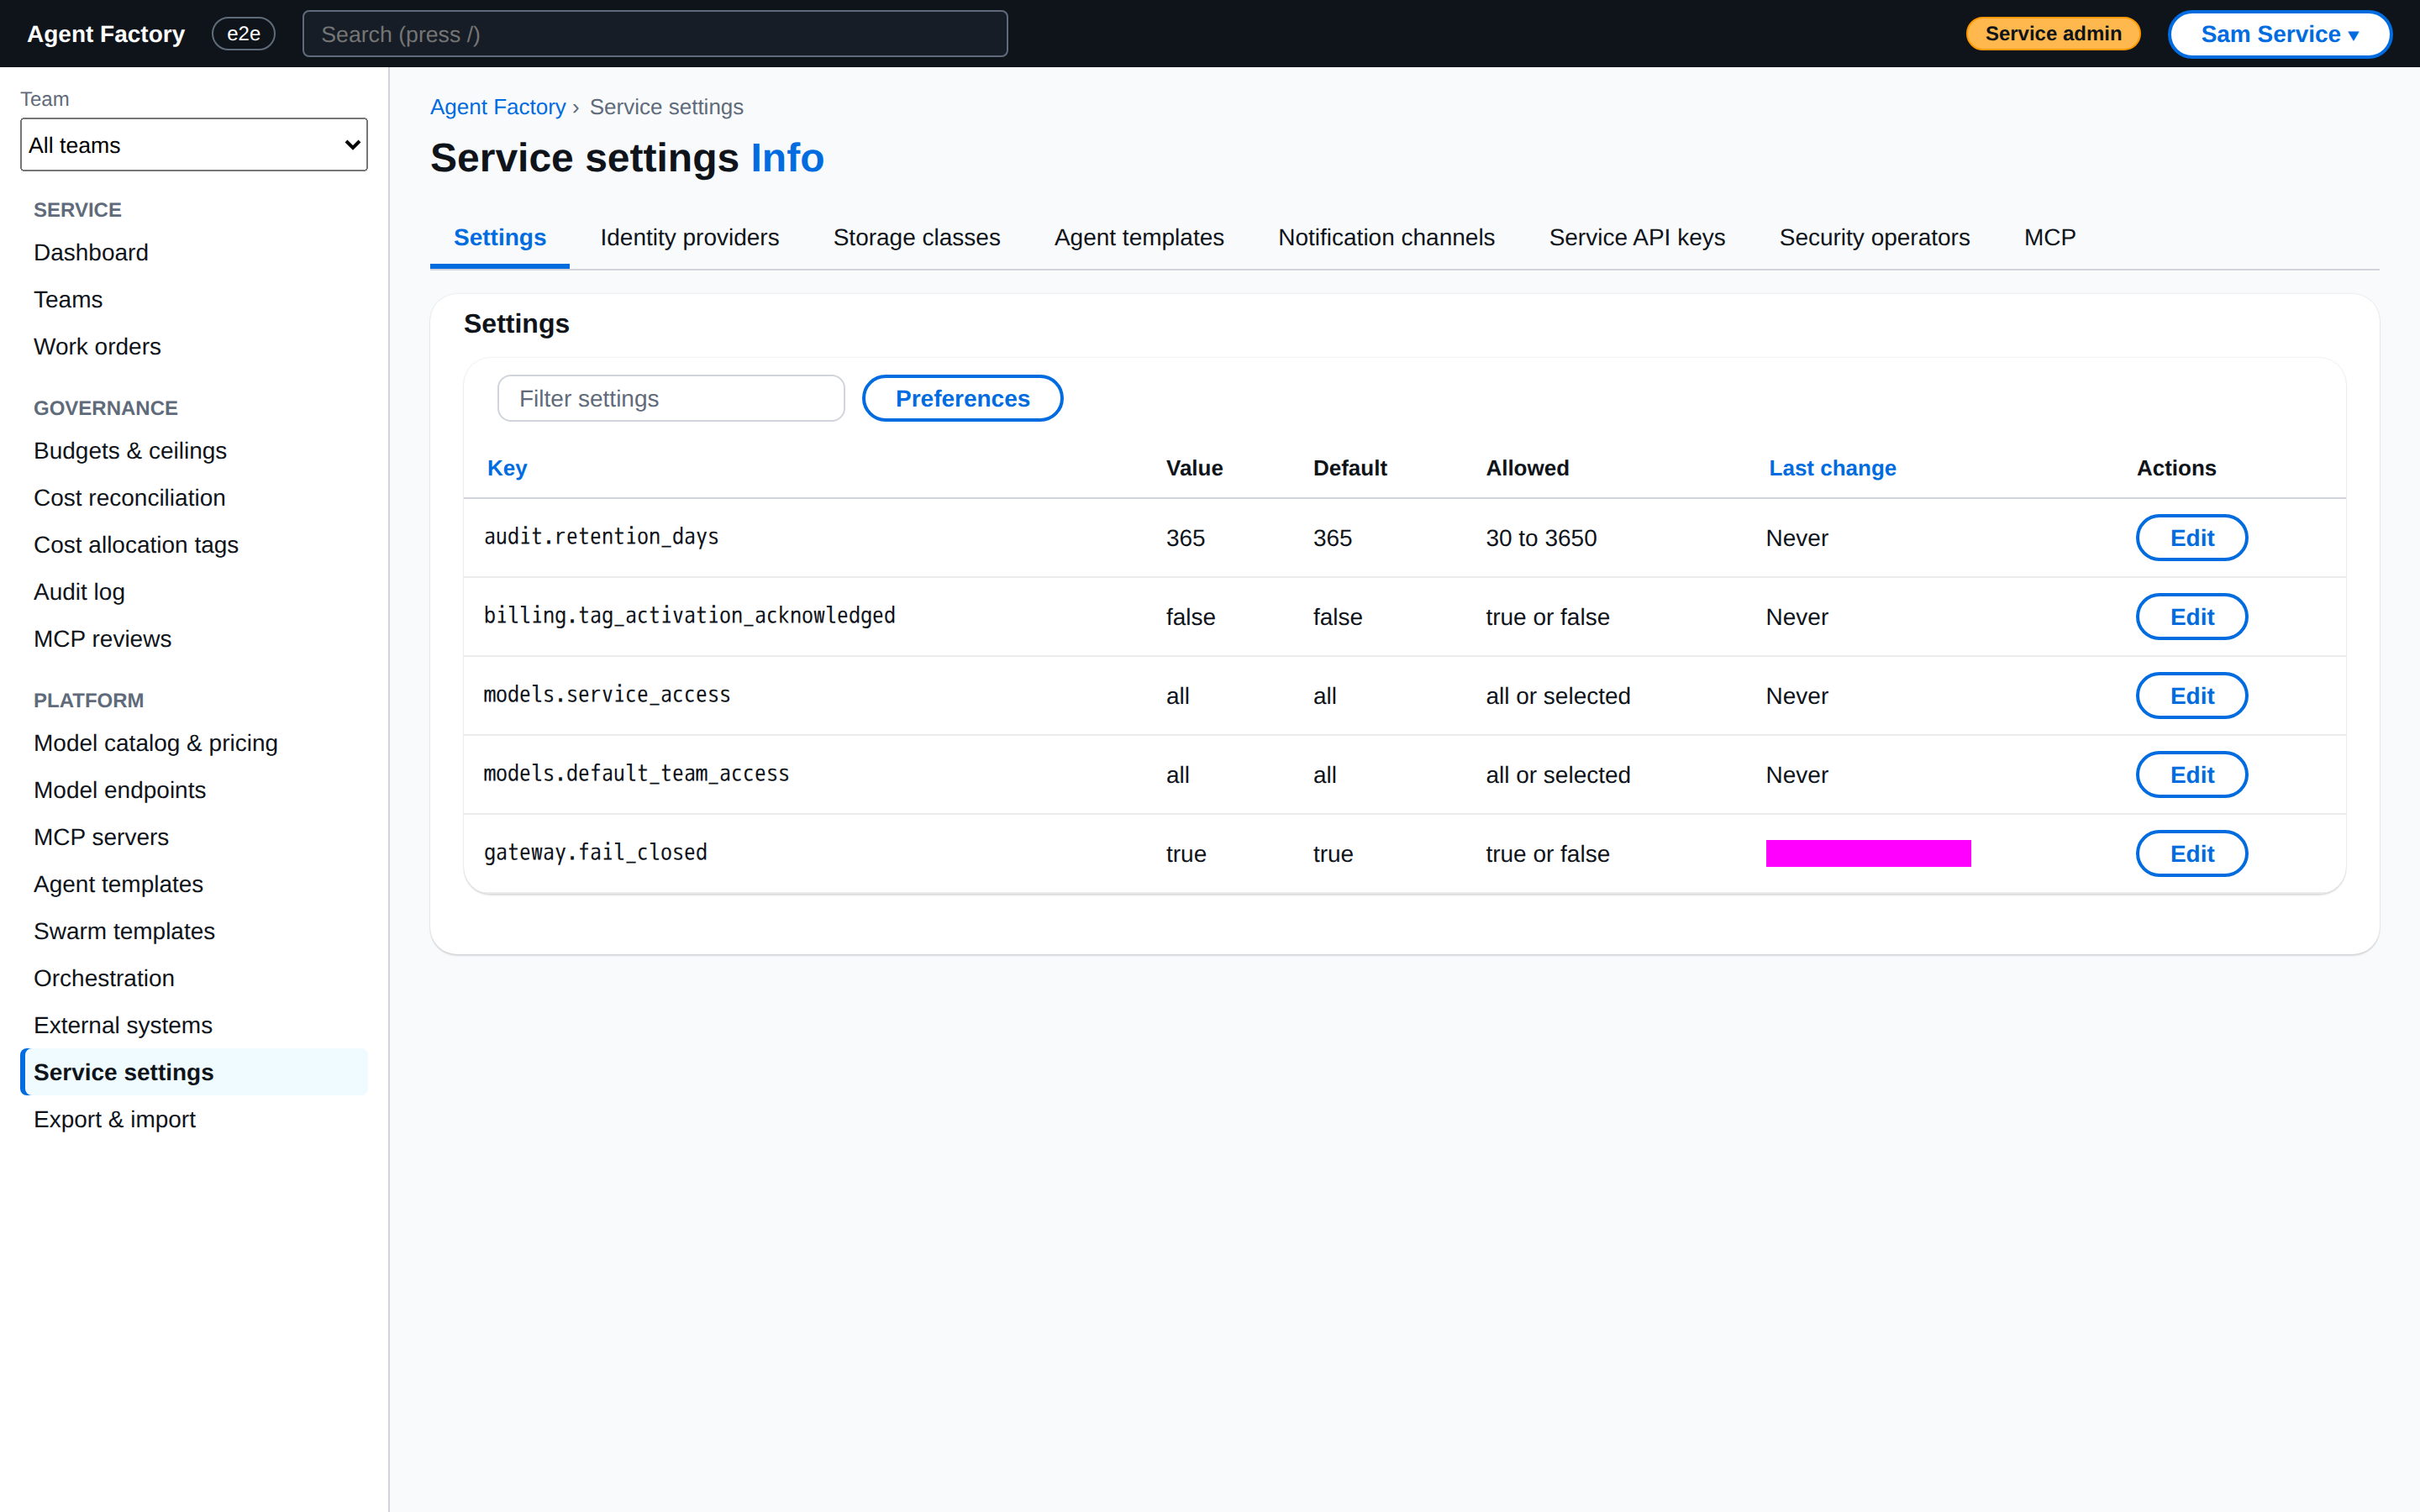 Agent Factory e2e Search (press /) Service admin Sam Service ▾
Team
All teams
SERVICE
Dashboard
Teams
Work orders
GOVERNANCE
Budgets & ceilings
Cost reconciliation
Cost allocation tags
Audit log
MCP reviews
PLATFORM
Model catalog & pricing
Model endpoints
MCP servers
Agent templates
Swarm templates
Orchestration
External systems
Service settings
Export & import
Agent Factory › Service settings
Service settings Info
Settings Identity providers Storage classes Agent templates Notification channels Service API keys Security operators MCP
Settings
Filter settings Preferences
Key Value Default Allowed Last change Actions
audit.retention_days 365 365 30 to 3650 Never Edit
billing.tag_activation_acknowledged false false true or false Never Edit
models.service_access all all all or selected Never Edit
models.default_team_access all all all or selected Never Edit
gateway.fail_closed true true true or false Edit